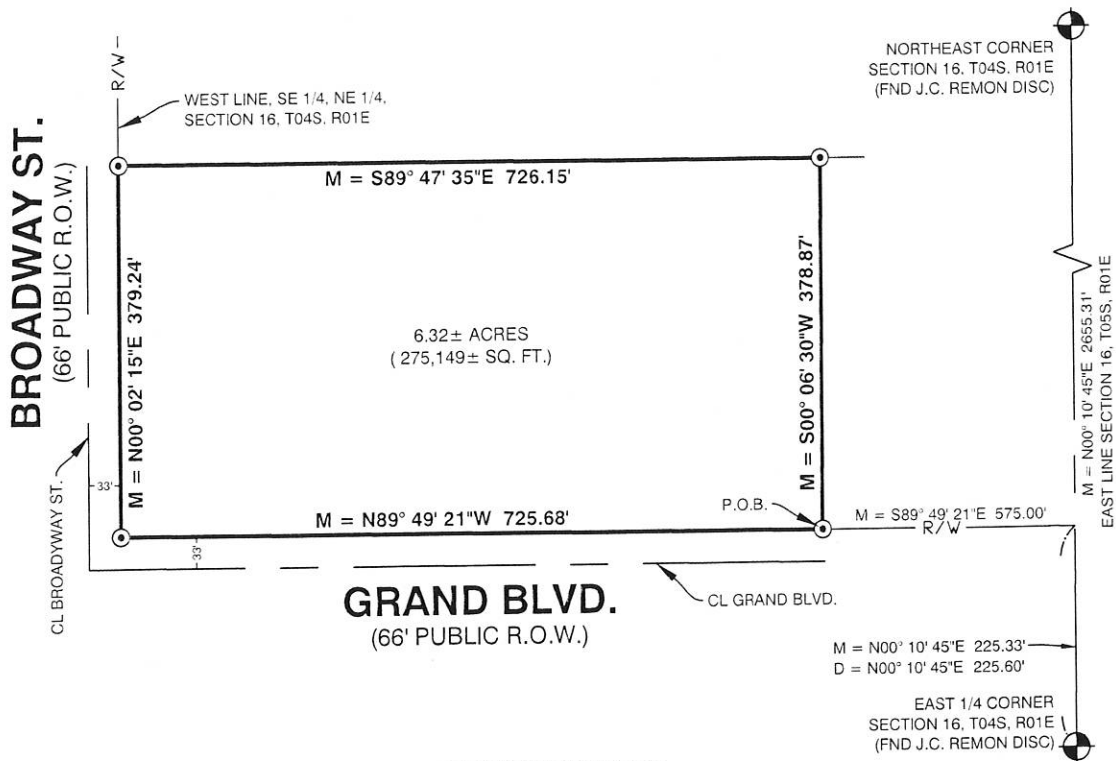 NORTHEAST CORNER
SECTION 16, T04S, R01E
(FND J.C. REMON DISC)
R/W
WEST LINE, SE 1/4, NE 1/4,
SECTION 16, T04S, R01E
BROADWAY ST.
(66' PUBLIC R.O.W.)
M = S89° 47' 35"E 726.15'
M = N00° 02' 15"E 379.24'
6.32± ACRES
( 275,149± SQ. FT.)
M = S00° 06' 30"W 378.87'
M = N00° 10' 45"E 2655.31'
EAST LINE SECTION 16, T05S, R01E
33'
P.O.B.
M = N89° 49' 21"W 725.68'
M = S89° 49' 21"E 575.00'
R/W
CL BROADYWAY ST.
33'
GRAND BLVD.
(66' PUBLIC R.O.W.)
CL GRAND BLVD.
M = N00° 10' 45"E 225.33'
D = N00° 10' 45"E 225.60'
EAST 1/4 CORNER
SECTION 16, T04S, R01E
(FND J.C. REMON DISC)